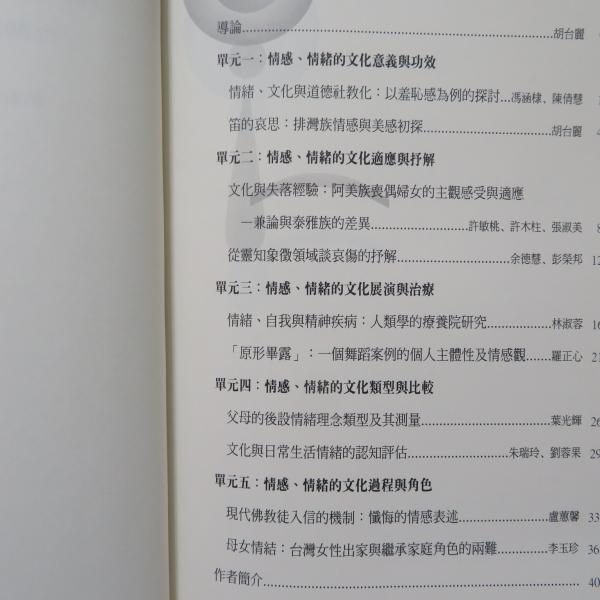 導論......胡台麗
單元一：情感、情緒的文化意義與功效
情緒、文化與道德社教化：以羞恥感為例的探討...馮涵棣、陳倩慧 1
笛的哀思：排灣族情感與美感初探......胡台麗 4
單元二：情感、情緒的文化適應與抒解
文化與失落經驗：阿美族喪偶婦女的主觀感受與適應
－兼論與泰雅族的差異......許敏桃、許木柱、張淑美 8
從靈知象徵領域談哀傷的抒解......余德慧、彭榮邦 12
單元三：情感、情緒的文化展演與治療
情緒、自我與精神疾病：人類學的療養院研究......林淑蓉 16
「原形畢露」：一個舞蹈案例的個人主體性及情感觀......羅正心 21
單元四：情感、情緒的文化類型與比較
父母的後設情緒理念類型及其測量......葉光輝 26
文化與日常生活情緒的認知評估......朱瑞玲、劉蓉果 29
單元五：情感、情緒的文化過程與角色
現代佛教徒入信的機制：懺悔的情感表述......盧蕙馨 33
母女情結：台灣女性出家與繼承家庭角色的兩難......李玉珍 36
作者簡介......40